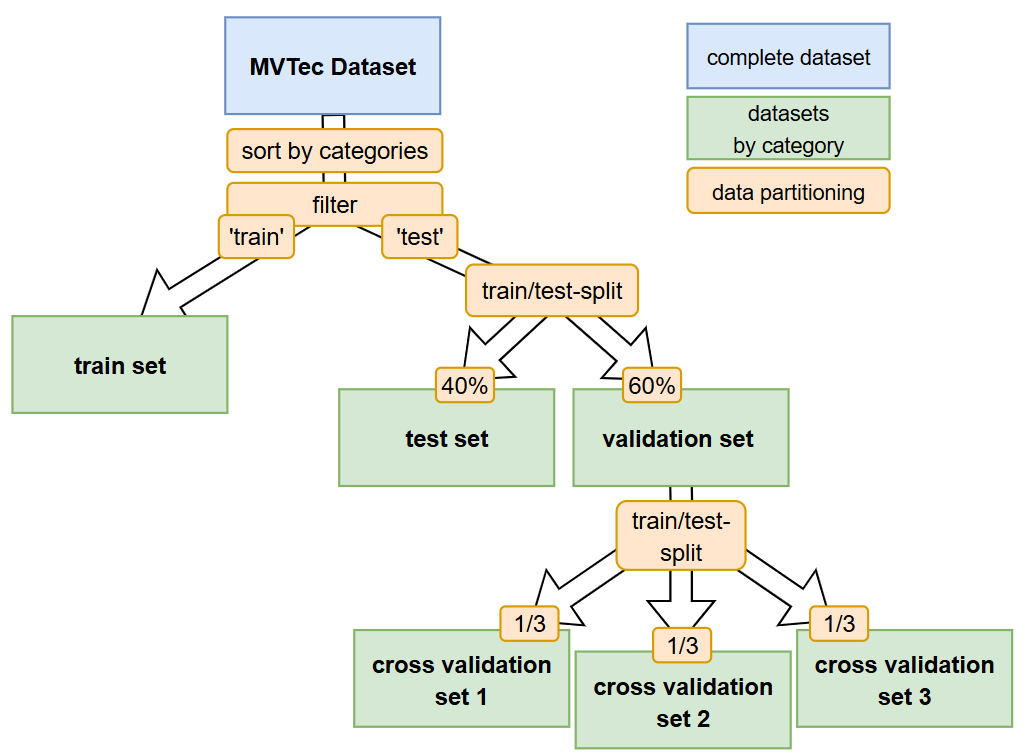 MVTec Dataset
complete dataset
datasets
by category
data partitioning
sort by categories
filter
'train'
'test'
train/test-split
train set
40%
60%
test set
validation set
train/test-
split
1/3
1/3
1/3
cross validation
set 1
cross validation
set 2
cross validation
set 3